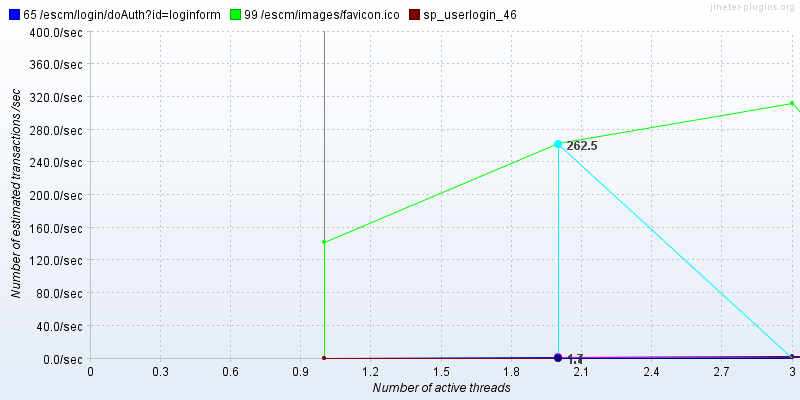 65 /escm/login/doAuth?id=loginform 99 /escm/images/favicon.ico sp_userlogin_46
jmeter-plugins.org
400.0/sec
360.0/sec
320.0/sec
280.0/sec
240.0/sec
200.0/sec
160.0/sec
120.0/sec
80.0/sec
40.0/sec
0.0/sec
Number of estimated transactions /sec
262.5
0 0.3 0.6 0.9 1.2 1.5 1.8 2.1 2.4 2.7 3
Number of active threads